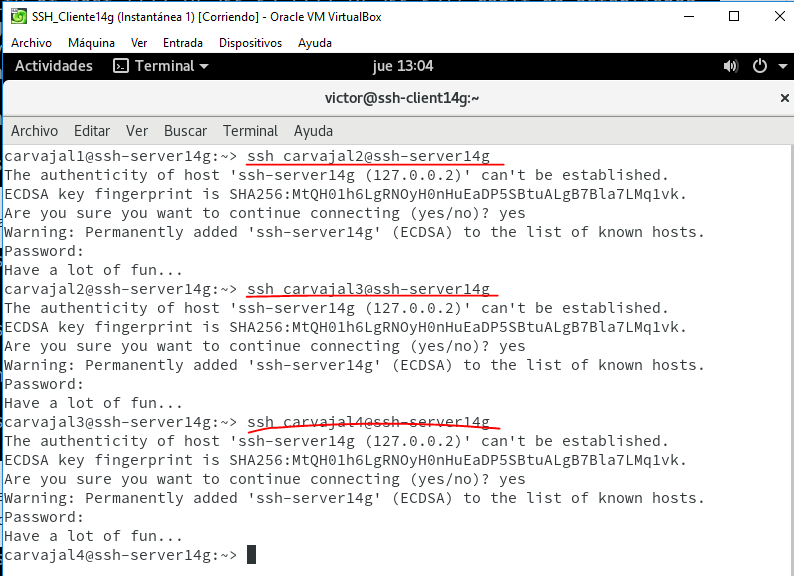 SSH_Cliente14g (Instantánea 1) [Corriendo] - Oracle VM VirtualBox
Archivo Máquina Ver Entrada Dispositivos Ayuda
Actividades Terminal jue 13:04
victor@ssh-client14g:~
Archivo Editar Ver Buscar Terminal Ayuda
carvajal1@ssh-server14g:~> ssh carvajal2@ssh-server14g
The authenticity of host 'ssh-server14g (127.0.0.2)' can't be established.
ECDSA key fingerprint is SHA256:MtQH01h6LgRNOyH0nHuEaDP5SBtuALgB7Bla7LMq1vk.
Are you sure you want to continue connecting (yes/no)? yes
Warning: Permanently added 'ssh-server14g' (ECDSA) to the list of known hosts.
Password:
Have a lot of fun...
carvajal2@ssh-server14g:~> ssh carvajal3@ssh-server14g
The authenticity of host 'ssh-server14g (127.0.0.2)' can't be established.
ECDSA key fingerprint is SHA256:MtQH01h6LgRNOyH0nHuEaDP5SBtuALgB7Bla7LMq1vk.
Are you sure you want to continue connecting (yes/no)? yes
Warning: Permanently added 'ssh-server14g' (ECDSA) to the list of known hosts.
Password:
Have a lot of fun...
carvajal3@ssh-server14g:~> ssh carvajal4@ssh-server14g
The authenticity of host 'ssh-server14g (127.0.0.2)' can't be established.
ECDSA key fingerprint is SHA256:MtQH01h6LgRNOyH0nHuEaDP5SBtuALgB7Bla7LMq1vk.
Are you sure you want to continue connecting (yes/no)? yes
Warning: Permanently added 'ssh-server14g' (ECDSA) to the list of known hosts.
Password:
Have a lot of fun...
carvajal4@ssh-server14g:~>